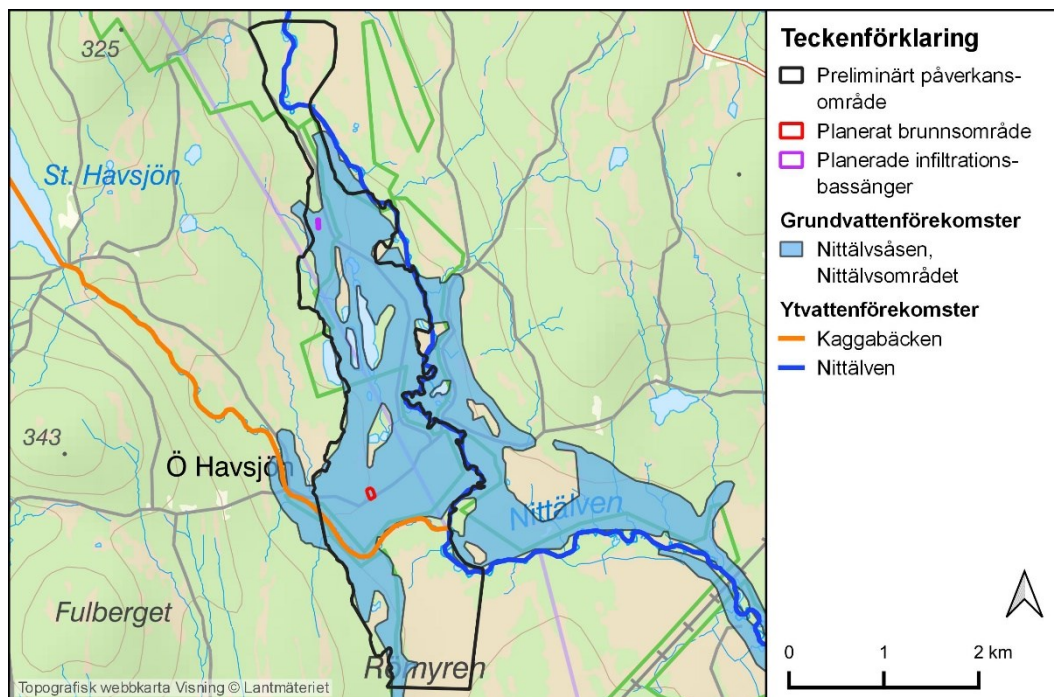 325
St. Havsjön
343
Ö Havsjön
Nittälven
Fulberget
Römyren
Topografisk webbkarta Visning © Lantmäteriet
Teckenförklaring
Preliminärt påverkans-
område
Planerat brunnsområde
Planerade infiltrations-
bassänger
Grundvattenförekomster
Nittälvsåsen,
Nittälvsområdet
Ytvattenförekomster
Kaggabäcken
Nittälven
0 1 2 km